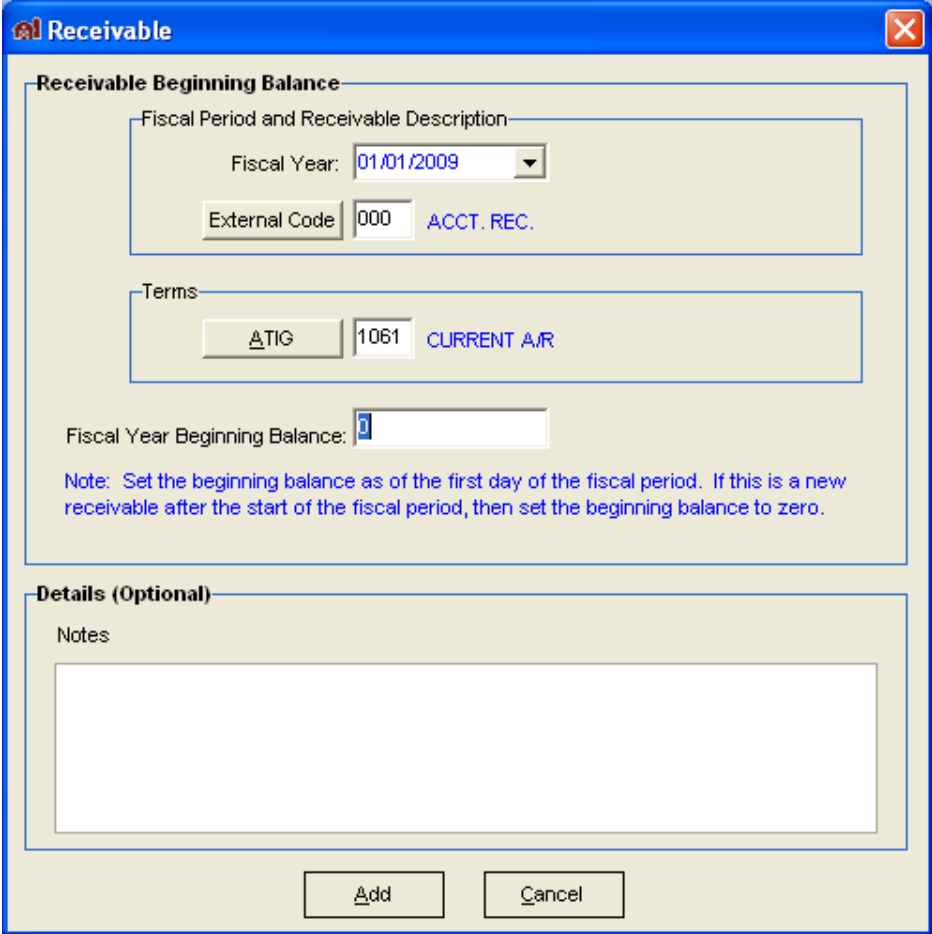 Receivable
Receivable Beginning Balance
Fiscal Period and Receivable Description
Fiscal Year: 01/01/2009
External Code 000 ACCT. REC.
Terms
ATIG 1061 CURRENT A/R
Fiscal Year Beginning Balance: 0
Note: Set the beginning balance as of the first day of the fiscal period. If this is a new
receivable after the start of the fiscal period, then set the beginning balance to zero.
Details (Optional)
Notes
Add Cancel